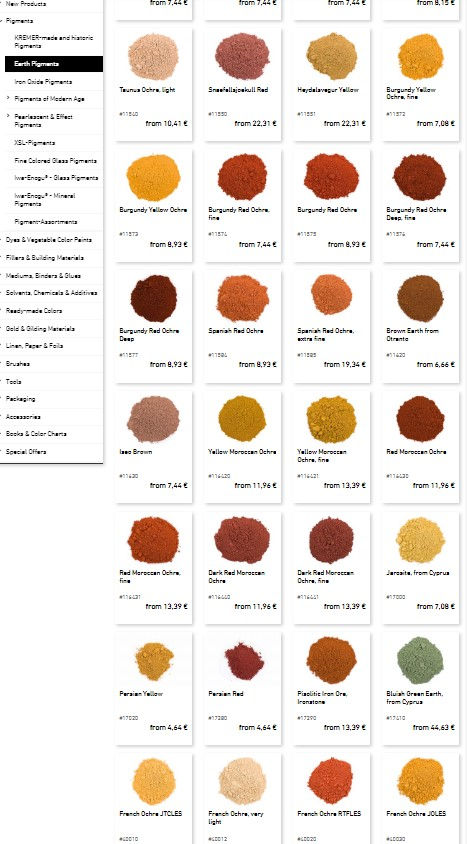 New Products
Pigments
KREMER-made and historic
Pigments
Earth Pigments
Iron Oxide Pigments
Pigments of Modern Age
Pearlescent & Effect
Pigments
XSL-Pigments
Fine Colored Glass Pigments
Iwa-Enogu® - Glass Pigments
Iwa-Enogu® - Mineral
Pigments
Pigment-Assortments
Dyes & Vegetable Color Paints
Fillers & Building Materials
Mediums, Binders & Glues
Solvents, Chemicals & Additives
Ready-made Colors
Gold & Gilding Materials
Linen, Paper & Foils
Brushes
Tools
Packaging
Accessories
Books & Color Charts
Special Offers
from 7,44 € from 7,44 € from 7,44 € from 8,15 €
Taunus Ochre, light
#11540
from 10,41 €
Snaefellsjoekull Red
#11550
from 22,31 €
Heydalsvegur Yellow
#11551
from 22,31 €
Burgundy Yellow
Ochre, fine
#11572
from 7,08 €
Burgundy Yellow Ochre
#11573
from 8,93 €
Burgundy Red Ochre,
fine
#11574
from 7,44 €
Burgundy Red Ochre
#11575
from 8,93 €
Burgundy Red Ochre
Deep, fine
#11576
from 7,44 €
Burgundy Red Ochre
Deep
#11577
from 8,93 €
Spanish Red Ochre
#11584
from 8,93 €
Spanish Red Ochre,
extra fine
#11585
from 19,34 €
Brown Earth from
Otranto
#11620
from 6,66 €
Iseo Brown
#11630
from 7,44 €
Yellow Moroccan Ochre
#116420
from 11,96 €
Yellow Moroccan
Ochre, fine
#116421
from 13,39 €
Red Moroccan Ochre
#116430
from 11,96 €
Red Moroccan Ochre,
fine
#116431
from 13,39 €
Dark Red Moroccan
Ochre
#116440
from 11,96 €
Dark Red Moroccan
Ochre, fine
#116441
from 13,39 €
Jarosite, from Cyprus
#17000
from 7,08 €
Persian Yellow
#17020
from 4,64 €
Persian Red
#17280
from 4,64 €
Pisolitic Iron Ore,
Ironstone
#17290
from 13,39 €
Bluish Green Earth,
from Cyprus
#17410
from 44,63 €
French Ochre JTCLES
#40010
French Ochre, very
light
#40012
French Ochre RTFLES
#40020
French Ochre JOLES
#40030